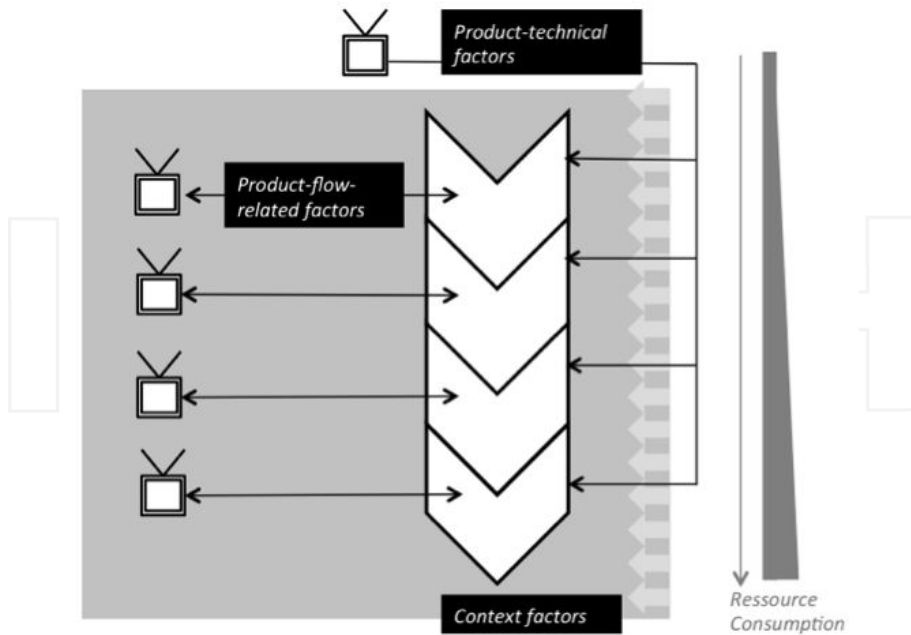 Product-technical
factors
Product-flow-
related factors
Context factors
Ressource
Consumption